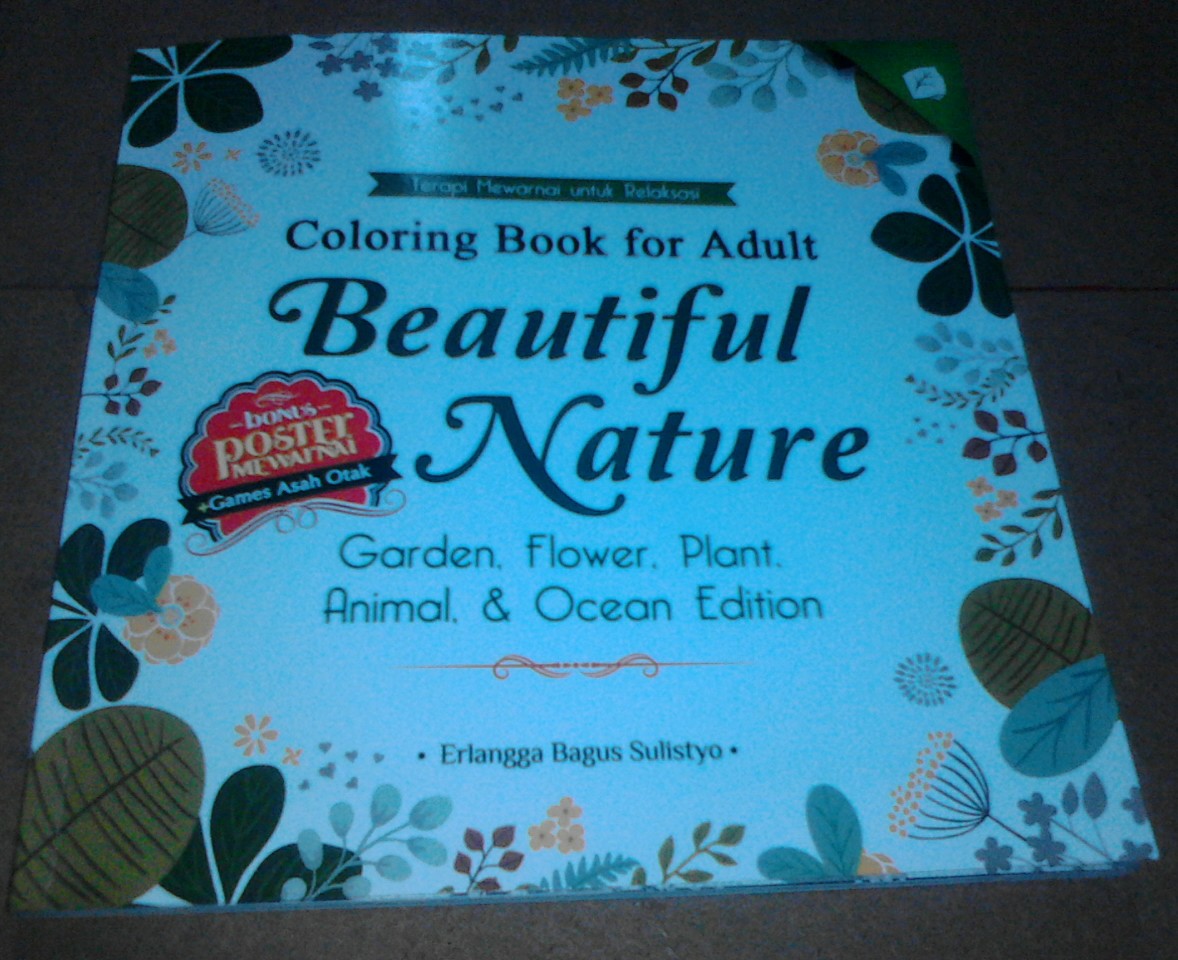 Terapi Mewarnai untuk Relaksasi
Coloring Book for Adult
Beautiful
Nature
BONUS
POSTER
MEWARNAI
+Games Asah Otak
Garden, Flower, Plant,
Animal, & Ocean Edition
• Erlangga Bagus Sulistyo •